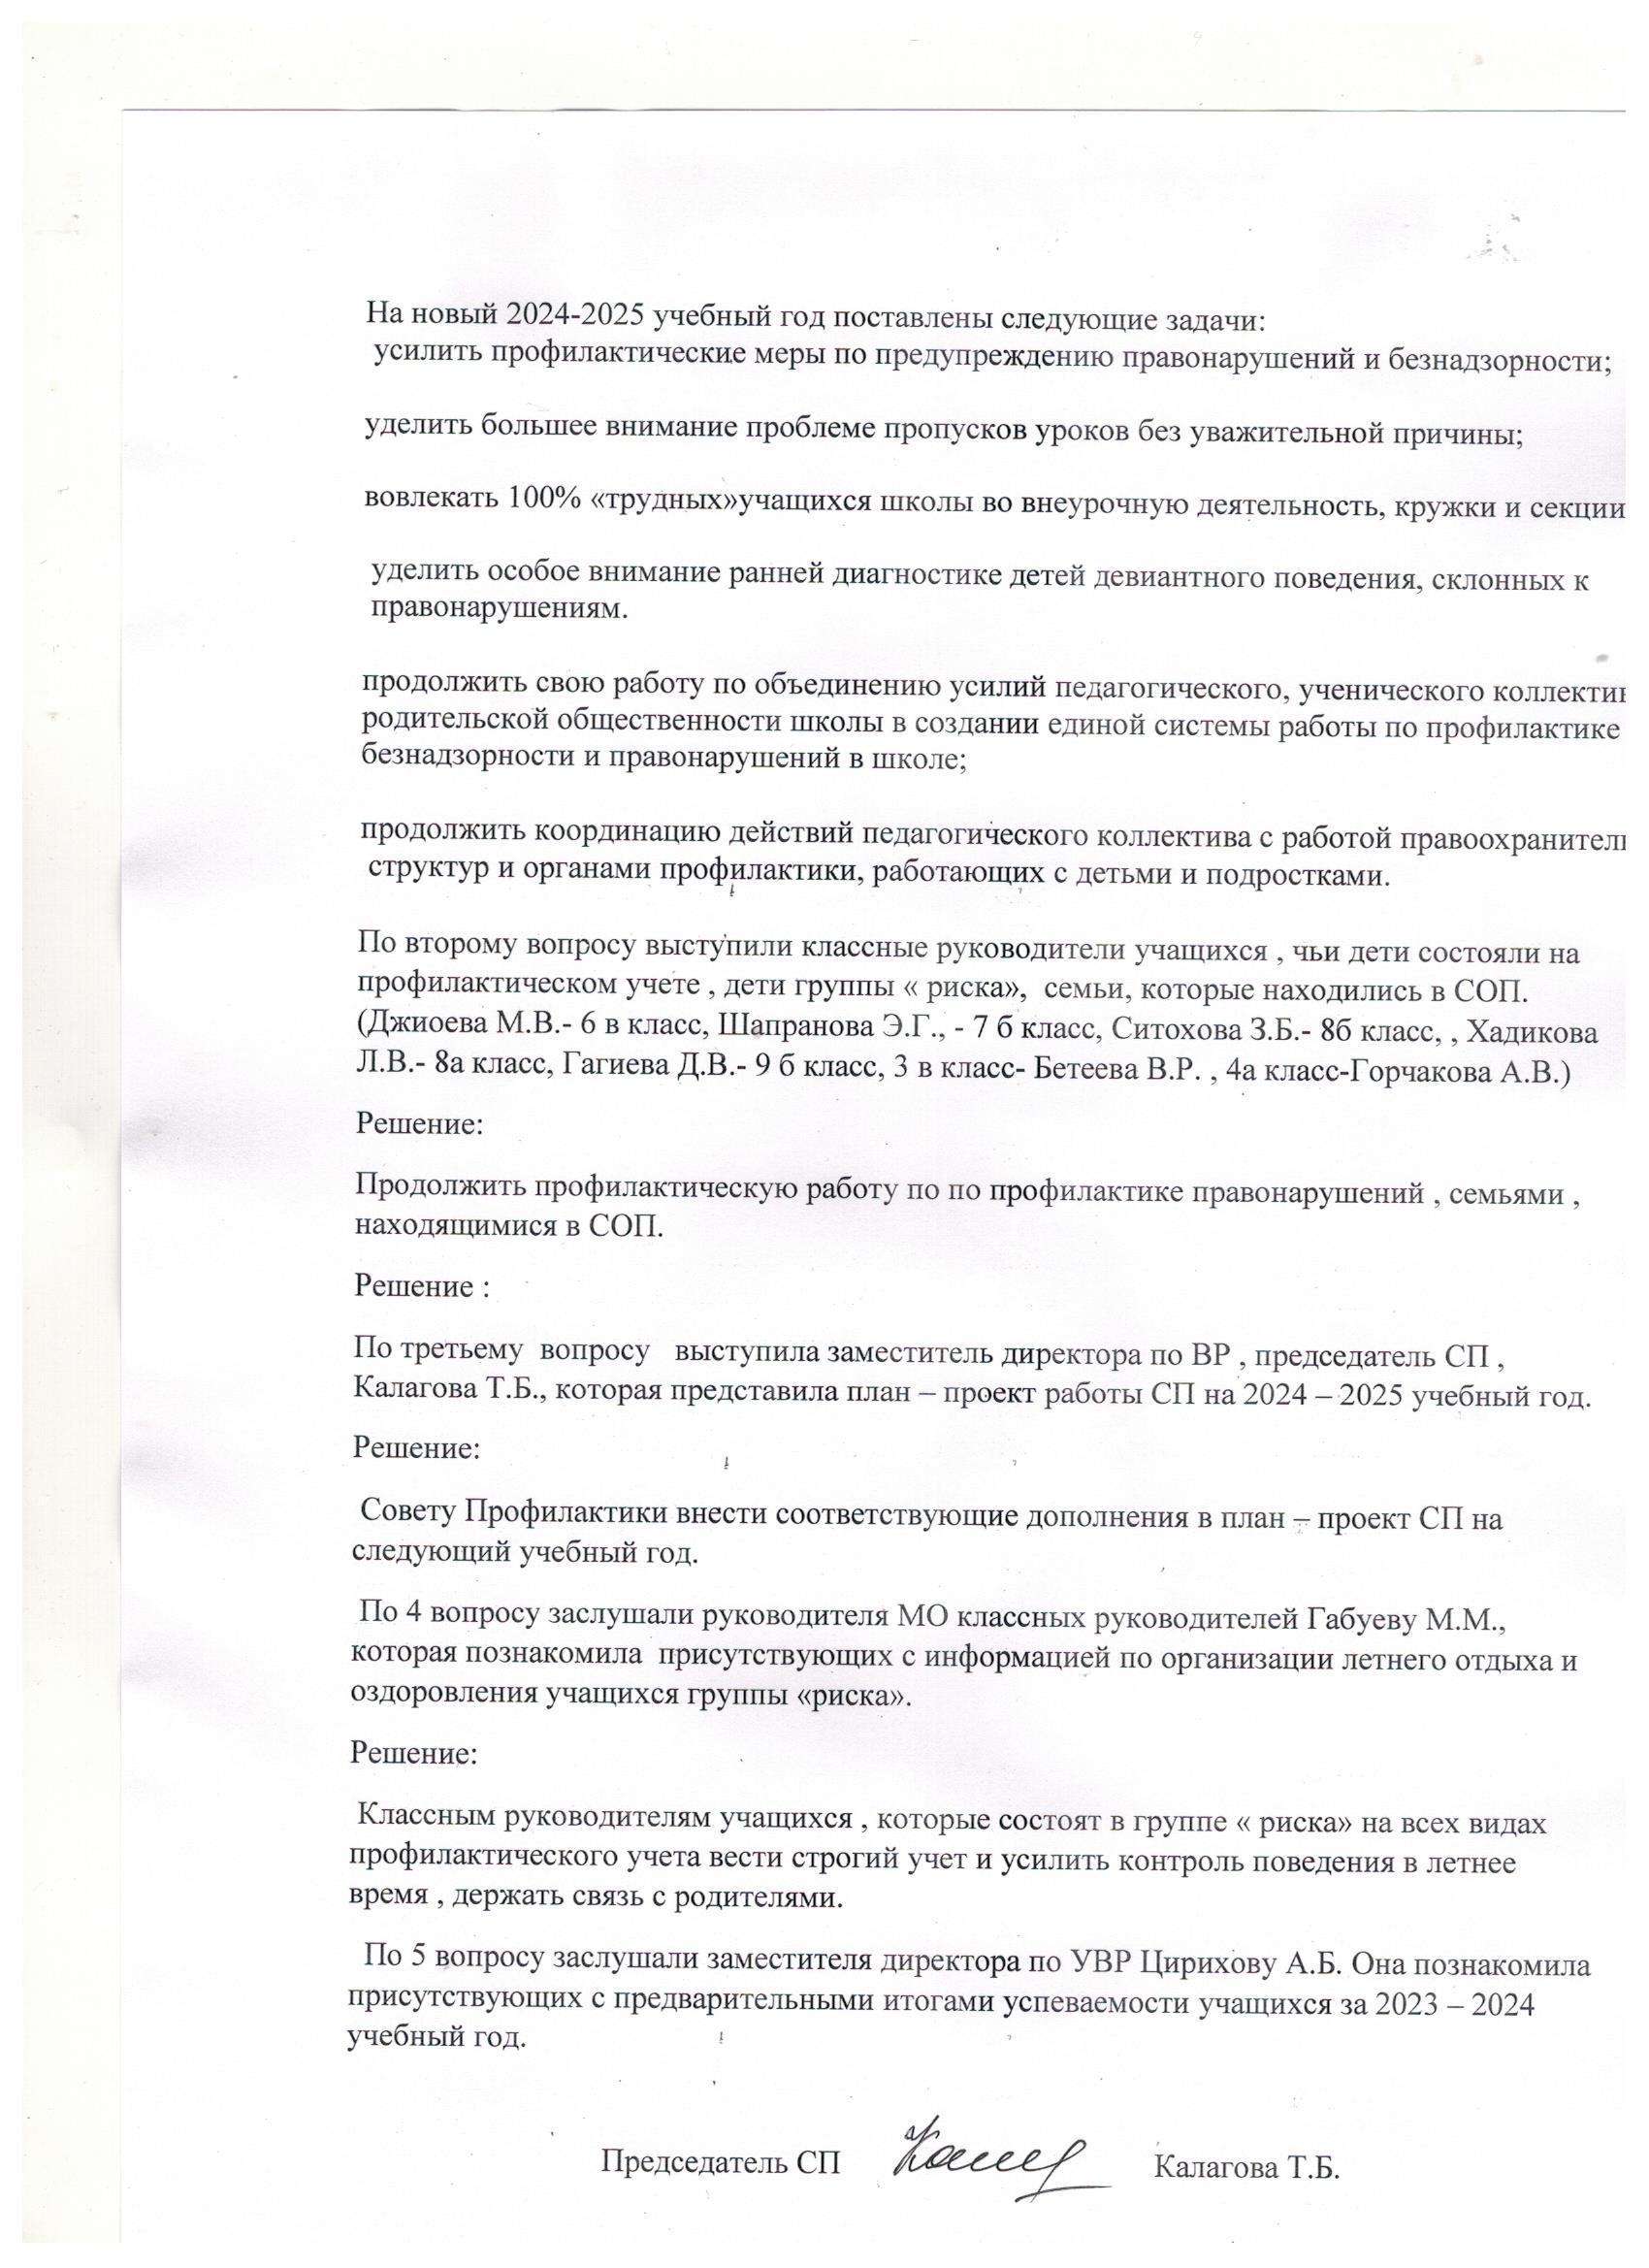 На новый 2024-2025 учебный год поставлены следующие задачи:
усилить профилактические меры по предупреждению правонарушений и безнадзорности;
уделить большее внимание проблеме пропусков уроков без уважительной причины;
вовлекать 100% «трудных»учащихся школы во внеурочную деятельность, кружки и секции
уделить особое внимание ранней диагностике детей девиантного поведения, склонных к
правонарушениям.
продолжить свою работу по объединению усилий педагогического, ученического
родительской общественности школы в создании единой системы работы по профилактике
безнадзорности и правонарушений в школе;
продолжить координацию действий педагогического коллектива с работой
структур и органами профилактики, работающих с детьми и подростками.
По второму вопросу выступили классные руководители учащихся , чьи дети состояли на
профилактическом учете , дети группы « риска», семьи, которые находились в СОП.
(Джиоева М.В.- 6 в класс, Шапранова Э.Г., - 7 б класс, Ситохова З.Б.- 8б класс, , Хадикова
Л.В.- 8а класс, Гагиева Д.В.- 9 б класс, 3 в класс- Бетеева В.Р. , 4а класс-Горчакова А.В.)
Решение:
Продолжить профилактическую работу по по профилактике правонарушений , семьями ,
находящимися в СОП.
Решение :
По третьему вопросу выступила заместитель директора по ВР , председатель СП ,
Калагова Т.Б., которая представила план – проект работы СП на 2024 – 2025 учебный год.
Решение:
Совету Профилактики внести соответствующие дополнения в план – проект СП на
следующий учебный год.
По 4 вопросу заслушали руководителя МО классных руководителей Габуеву М.М.,
которая познакомила присутствующих с информацией по организации летнего отдыха и
оздоровления учащихся группы «риска».
Решение:
Классным руководителям учащихся , которые состоят в группе « риска» на всех видах
профилактического учета вести строгий учет и усилить контроль поведения в летнее
время , держать связь с родителями.
По 5 вопросу заслушали заместителя директора по УВР Цирихову А.Б. Она познакомила
присутствующих с предварительными итогами успеваемости учащихся за 2023 – 2024
учебный год.
Председатель СП Калагова Т.Б.